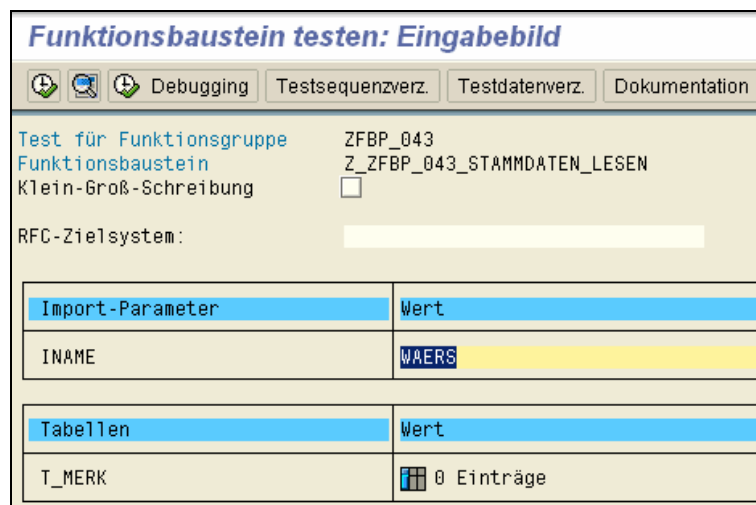 Funktionsbaustein testen: Eingabebild
Debugging Testsequenzverz. Testdatenverz. Dokumentation
Test für Funktionsgruppe ZFBP_043
Funktionsbaustein Z_ZFBP_043_STAMMDATEN_LESEN
Klein-Groß-Schreibung
RFC-Zielsystem:
Import-Parameter Wert
INAME WAERS
Tabellen Wert
T_MERK 0 Einträge